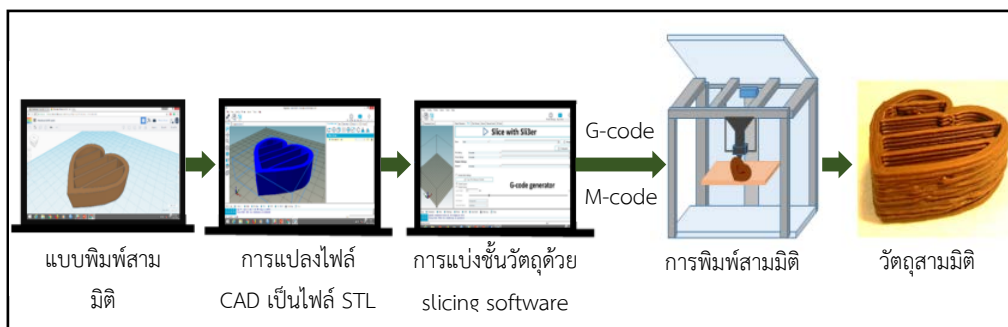 Slice with Sli3er
G-code generator
G-code
M-code
แบบพิมพ์สาม
มิติ
การแปลงไฟล์
CAD เป็นไฟล์ STL
การแบ่งชั้นวัตถุด้วย
slicing software
การพิมพ์สามมิติ
วัตถุสามมิติ